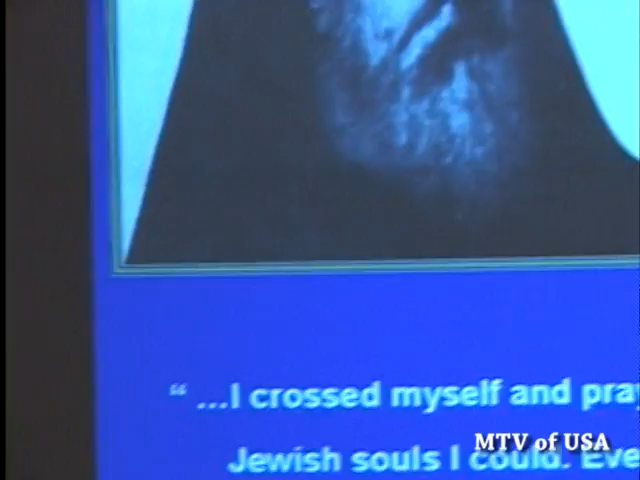 “ ...I crossed myself and pray
Jewish souls I could. Eve
MTV of USA